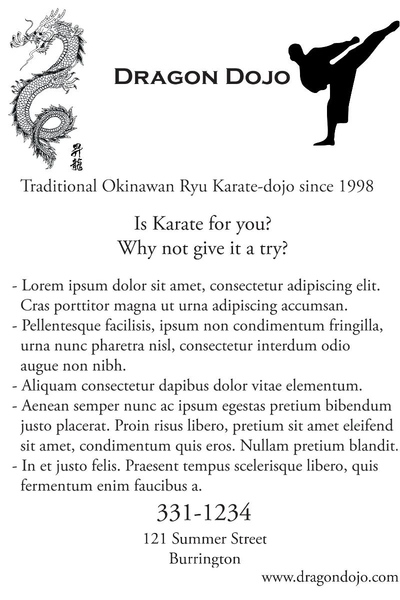 DRAGON DOJO
昇龍
Traditional Okinawan Ryu Karate-dojo since 1998
Is Karate for you?
Why not give it a try?
- Lorem ipsum dolor sit amet, consectetur adipiscing elit.
Cras porttitor magna ut urna adipiscing accumsan.
- Pellentesque facilisis, ipsum non condimentum fringilla,
urna nunc pharetra nisl, consectetur interdum odio
augue non nibh.
- Aliquam consectetur dapibus dolor vitae elementum.
- Aenean semper nunc ac ipsum egestas pretium bibendum
justo placerat. Proin risus libero, pretium sit amet eleifend
sit amet, condimentum quis eros. Nullam pretium blandit.
- In et justo felis. Praesent tempus scelerisque libero, quis
fermentum enim faucibus a.
331-1234
121 Summer Street
Burrington
www.dragondojo.com